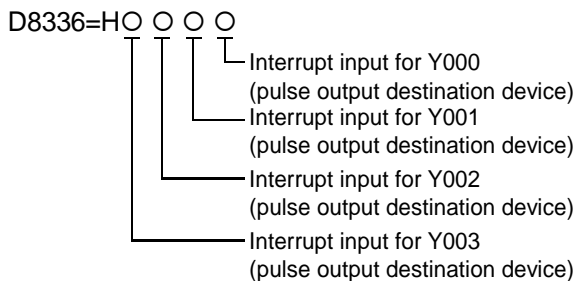 D8336=H○ ○ ○ ○
Interrupt input for Y000
(pulse output destination device)
Interrupt input for Y001
(pulse output destination device)
Interrupt input for Y002
(pulse output destination device)
Interrupt input for Y003
(pulse output destination device)